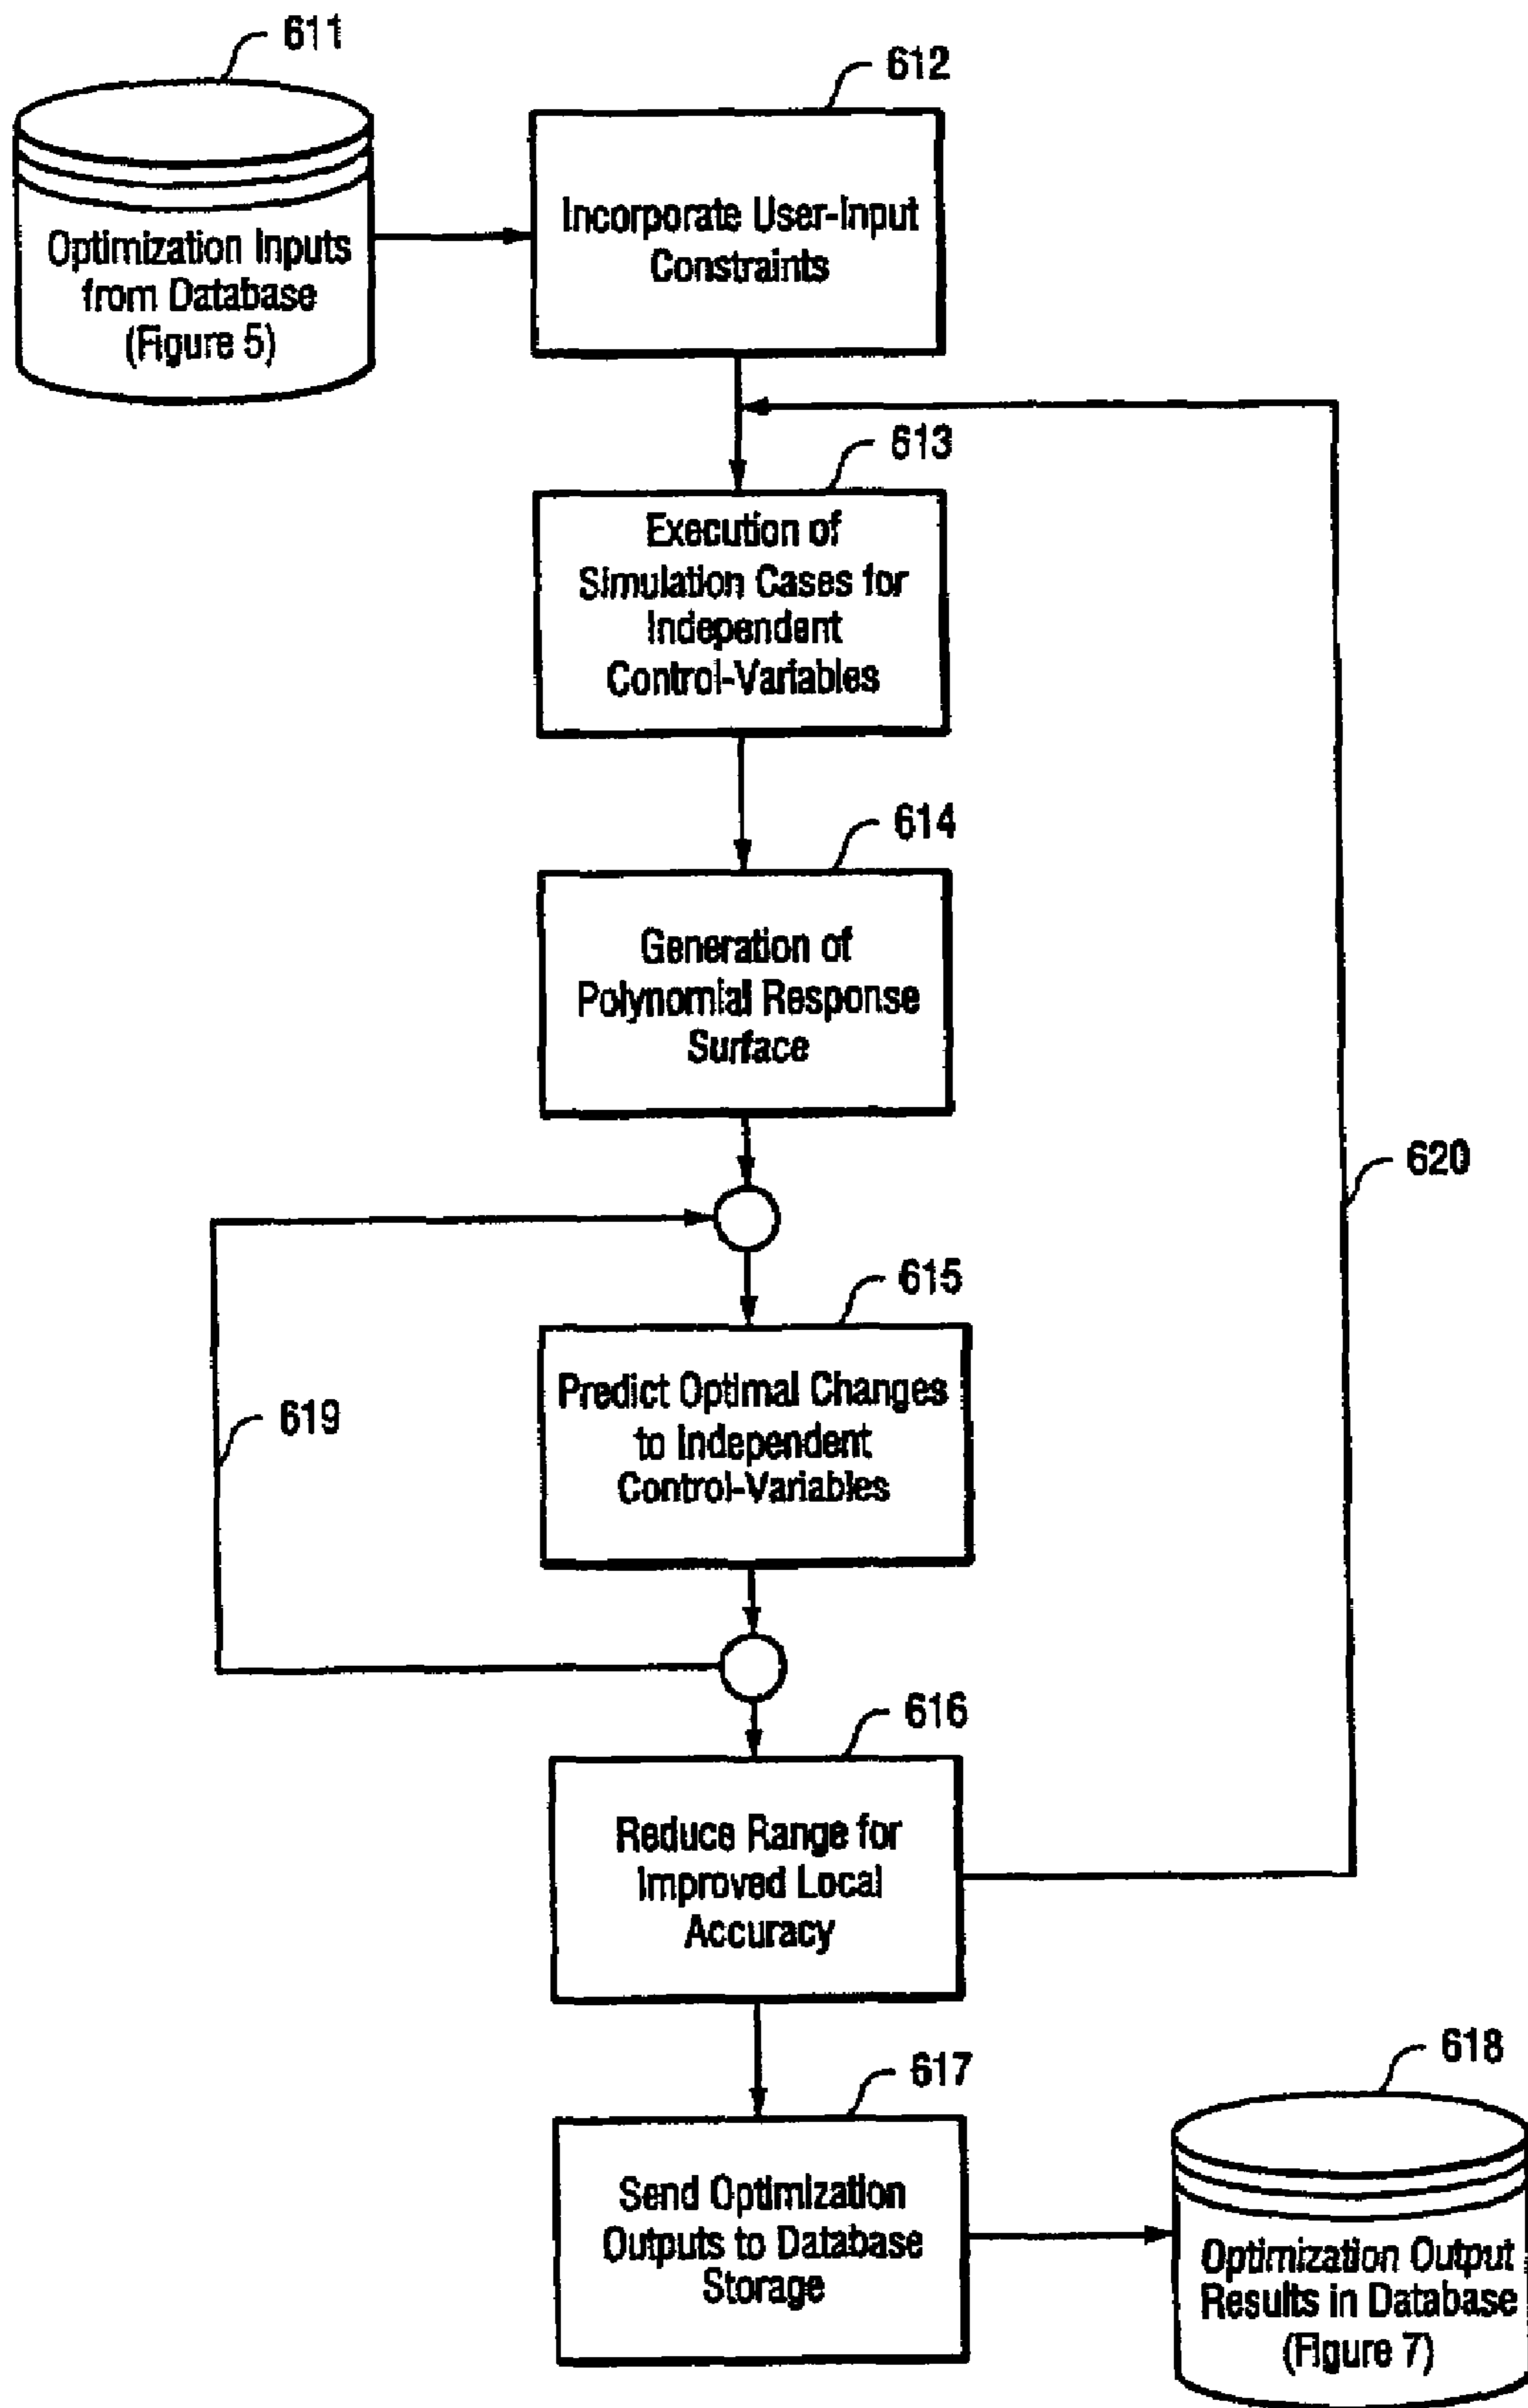 611
Optimization Inputs
from Database
(Figure 5)
612
Incorporate User-Input
Constraints
613
Execution of
Simulation Cases for
Independent
Control-Variables
614
Generation of
Polynomial Response
Surface
615
Predict Optimal Changes
to Independent
Control-Variables
619
620
616
Reduce Range for
Improved Local
Accuracy
617
Send Optimization
Outputs to Database
Storage
618
Optimization Output
Results in Database
(Figure 7)